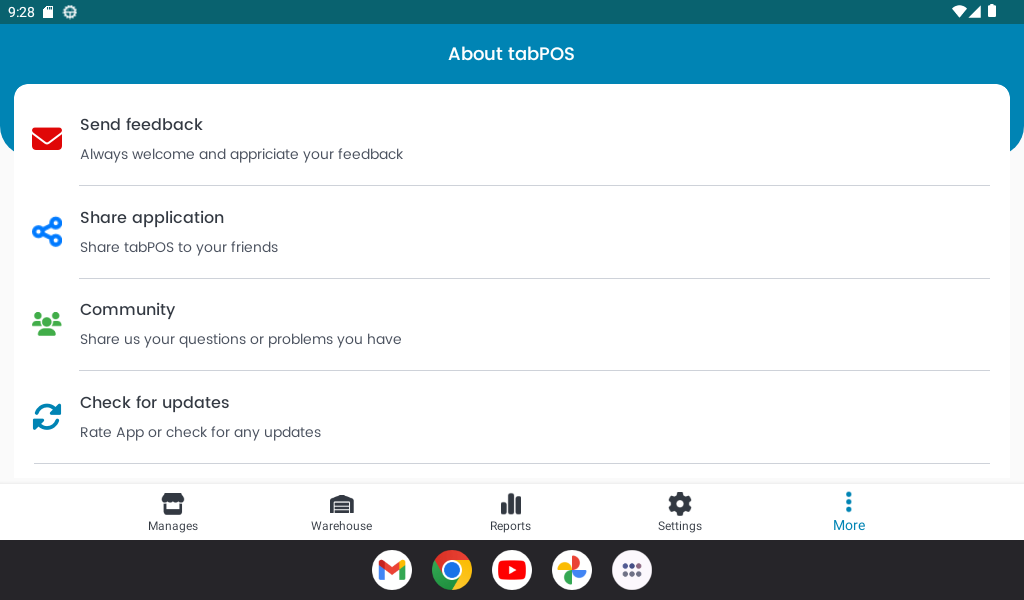 9:28
About tabPOS
Send feedback
Always welcome and appriciate your feedback
Share application
Share tabPOS to your friends
Community
Share us your questions or problems you have
Check for updates
Rate App or check for any updates
Manages
Warehouse
Reports
Settings
More